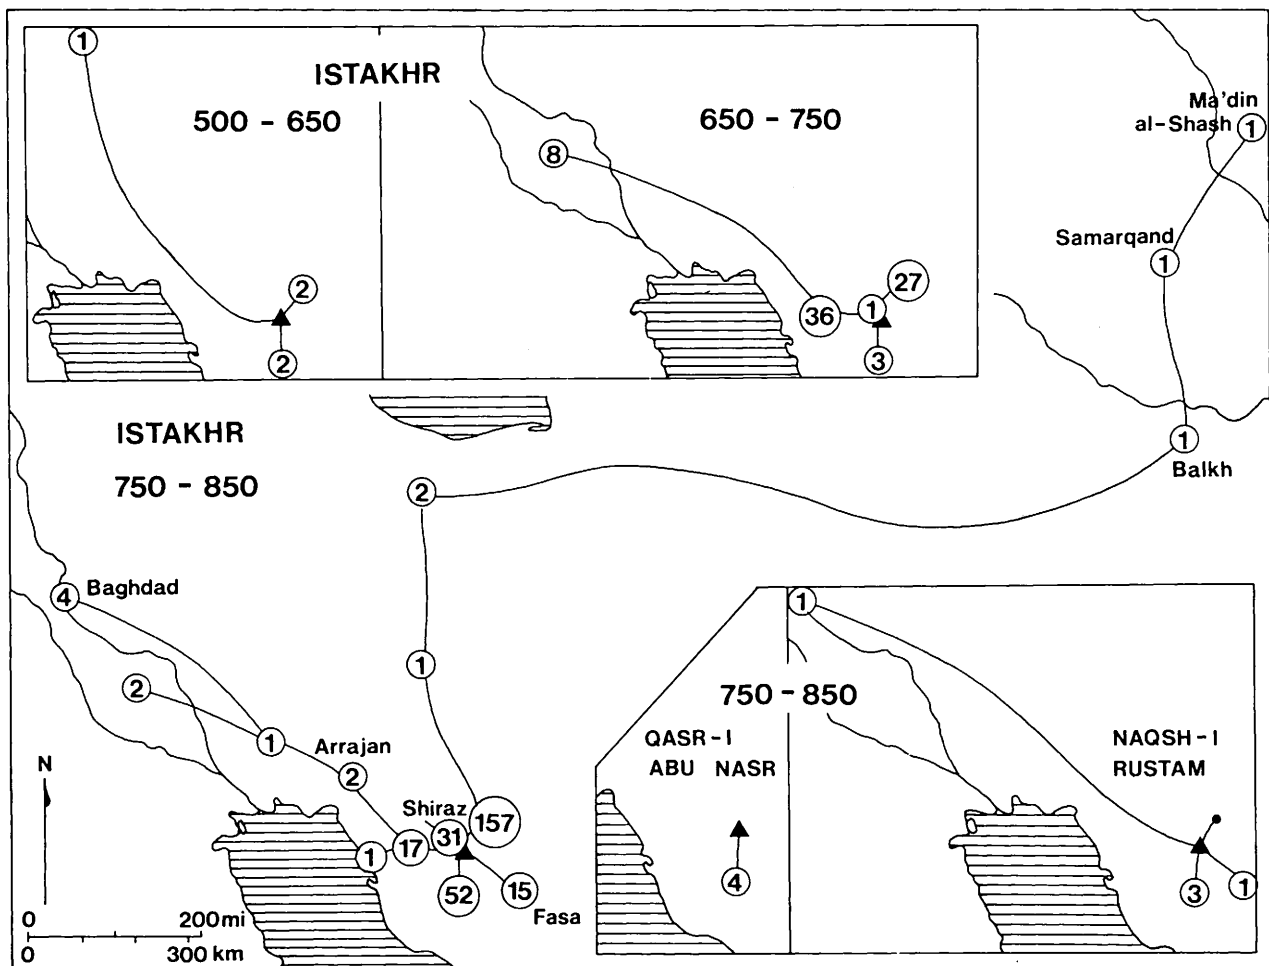 1
ISTAKHR
500 - 650
2
2
650 - 750
8
36
1
27
3
Ma'din
al-Shash 1
Samarqand
1
1
Balkh
ISTAKHR
750 - 850
2
4 Baghdad
1
2
1
Arrajan
2
Shiraz
31
157
17
1
52
15
Fasa
N
0 200mi
0 300 km
750 - 850
QASR-I
ABU NASR
4
1
NAQSH-I
RUSTAM
3
1